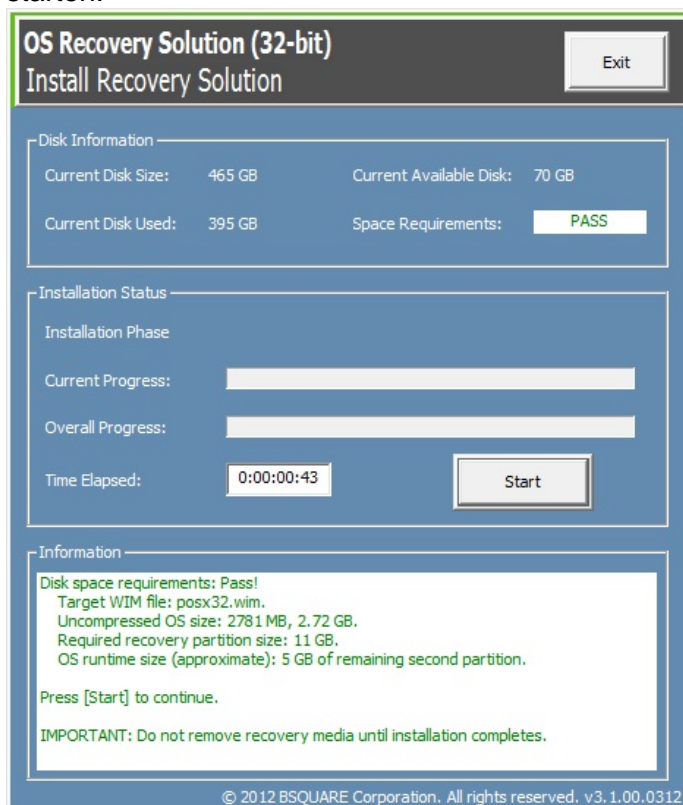 OS Recovery Solution (32-bit)
Install Recovery Solution
Exit
Disk Information
Current Disk Size: 465 GB Current Available Disk: 70 GB
Current Disk Used: 395 GB Space Requirements: PASS
Installation Status
Installation Phase
Current Progress:
Overall Progress:
Time Elapsed: 0:00:00:43 Start
Information
Disk space requirements: Pass!
Target WIM file: posx32.wim.
Uncompressed OS size: 2781 MB, 2.72 GB.
Required recovery partition size: 11 GB.
OS runtime size (approximate): 5 GB of remaining second partition.
Press [Start] to continue.
IMPORTANT: Do not remove recovery media until installation completes.
© 2012 BSQUARE Corporation. All rights reserved. v3.1.00.0312